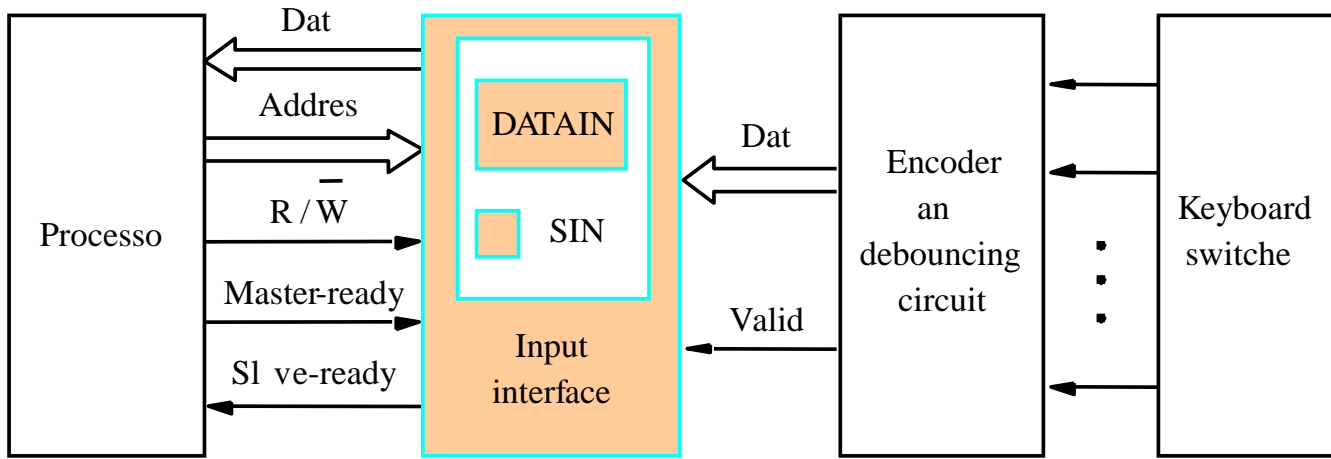 Dat
Addres
R / W̅
Processo
Master-ready
Sl ve-ready
DATAIN
SIN
Input
interface
Dat
Valid
Encoder
an
debouncing
circuit
Keyboard
switche